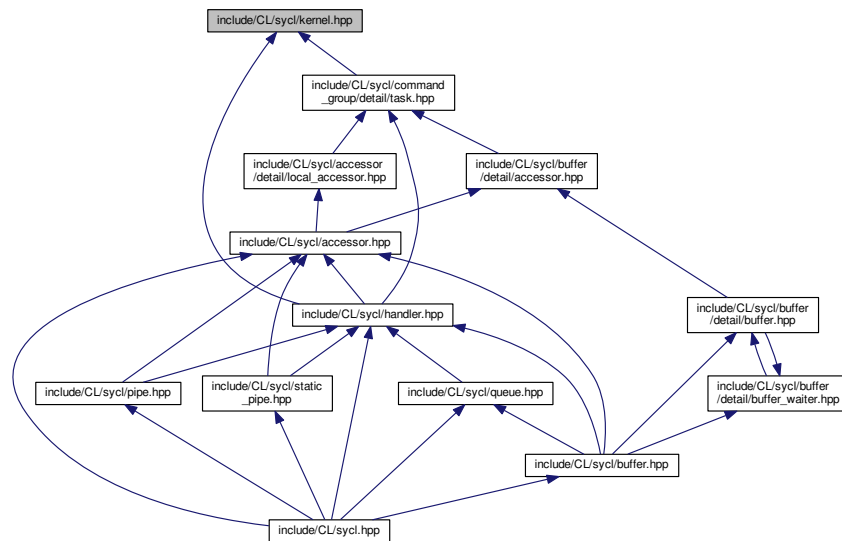 include/CL/sycl/kernel.hpp
include/CL/sycl/command
_group/detail/task.hpp
include/CL/sycl/accessor
/detail/local_accessor.hpp
include/CL/sycl/buffer
/detail/accessor.hpp
include/CL/sycl/accessor.hpp
include/CL/sycl/handler.hpp
include/CL/sycl/buffer
/detail/buffer.hpp
include/CL/sycl/pipe.hpp
include/CL/sycl/static
_pipe.hpp
include/CL/sycl/queue.hpp
include/CL/sycl/buffer
/detail/buffer_waiter.hpp
include/CL/sycl/buffer.hpp
include/CL/sycl.hpp